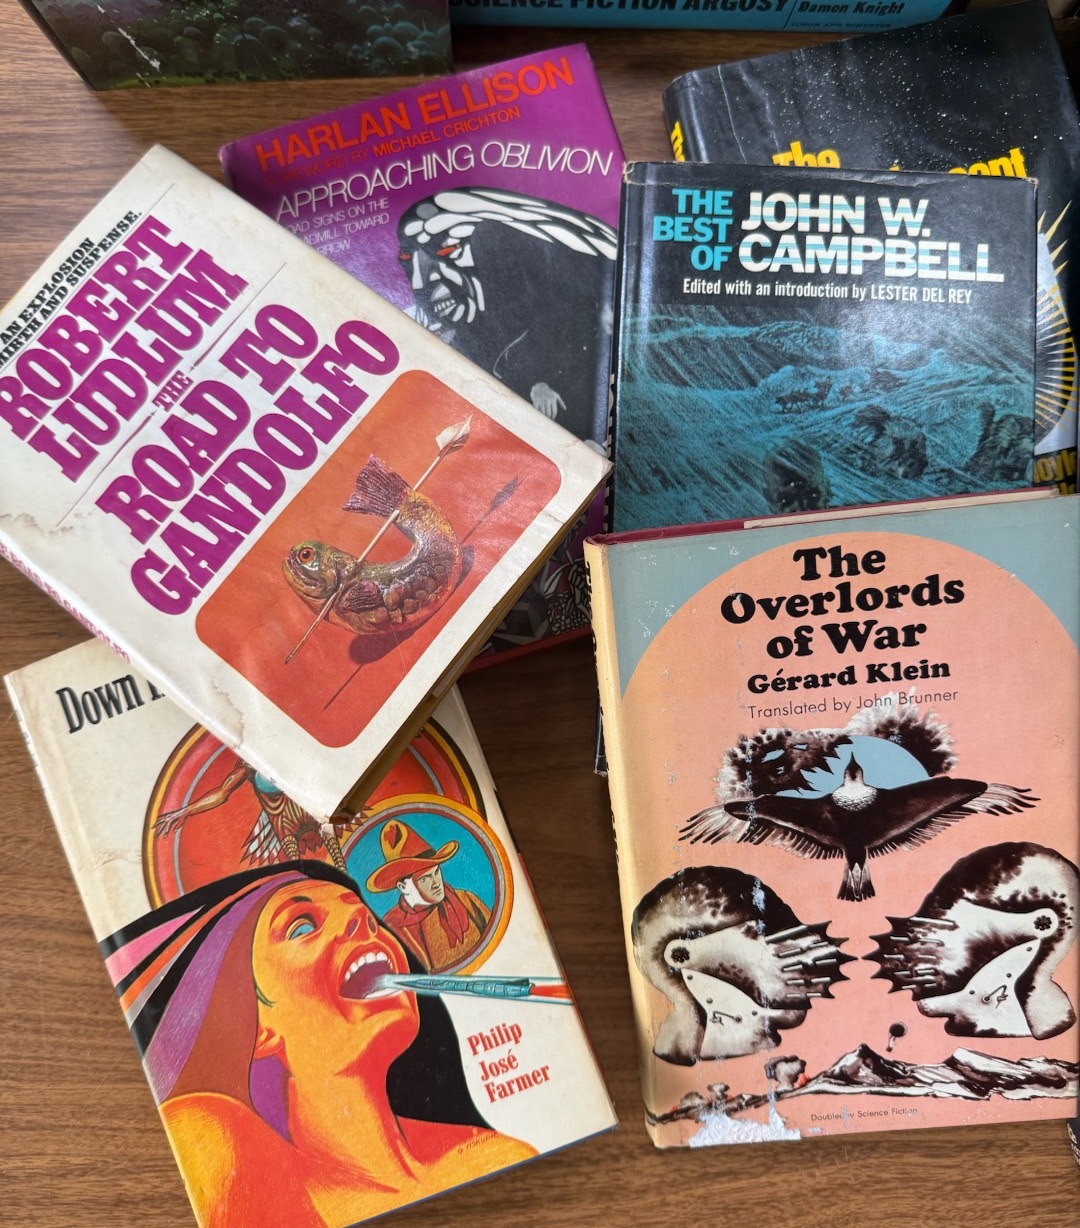 SCIENCE FICTION ARGOSY
Damon Knight
HARLAN ELLISON
FOREWORD BY MICHAEL CRICHTON
APPROACHING OBLIVION
ROAD SIGNS ON THE
TREADMILL TOWARD
The
THE
BEST
OF
JOHN W.
CAMPBELL
Edited with an introduction by LESTER DEL REY
AN EXPLOSION
MIRTH AND SUSPENSE.
ROBERT
LUDLUM
THE
ROAD TO
GANDOLFO
The
Overlords
of War
Gérard Klein
Translated by John Brunner
Doubleday Science Fiction
Down
Philip
José
Farmer